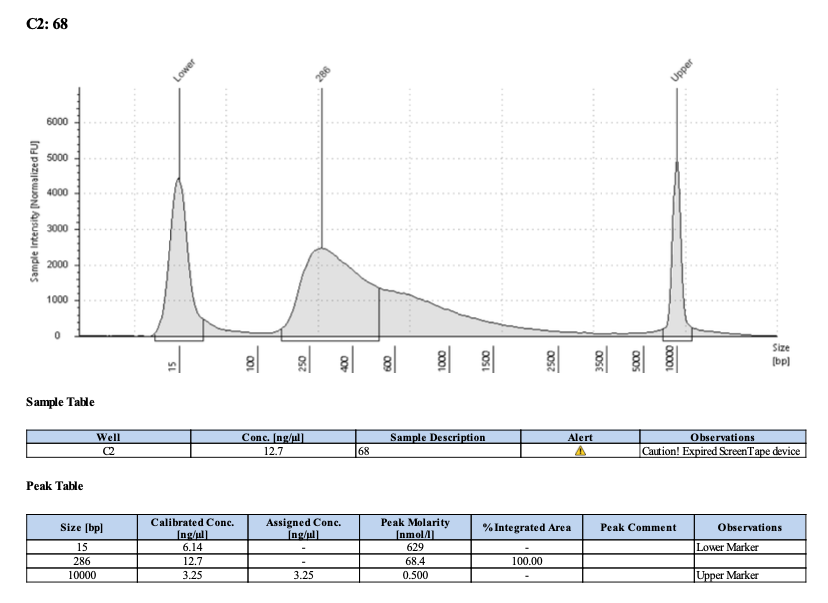 C2: 68
Lower
286
Upper
Sample Intensity [Normalized FU]
6000
5000
4000
3000
2000
1000
0
15
100
250
400
600
1000
1500
2500
3500
5000
10000
Size
[bp]
Sample Table
Well Conc. [ng/µl] Sample Description Alert Observations
C2 12.7 68 Caution! Expired ScreenTape device
Peak Table
Size [bp] Calibrated Conc. [ng/µl] Assigned Conc. [ng/µl] Peak Molarity [nmol/l] % Integrated Area Peak Comment Observations
15 6.14 - 629 - Lower Marker
286 12.7 - 68.4 100.00
10000 3.25 3.25 0.500 - Upper Marker